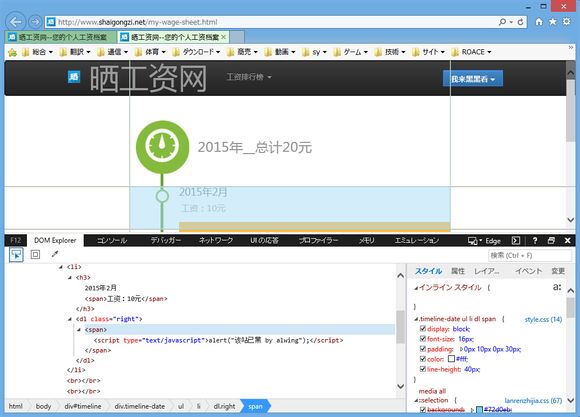 http://www.shaigongzi.net/my-wage-sheet.html
晒工资网--您的个人工资档案
晒工资网--您的个人工资档案
総合 翻訳 通信 体育 ダウンロード 商売 動画 sy ゲーム 技術 サイト ROACE
晒 晒工资网 工资排行榜 我来黑黑看
2015年__总计20元
2015年2月
工资：10元
F12 DOM Explorer コンソール デバッガー ネットワーク UI の応答 プロファイラー メモリ エミュレーション Edge
検索 (Ctrl + F)
スタイル 属性 レイア... イベント 変更
<li>
<h3>
2015年2月
<span>工资：10元</span>
</h3>
<dl class="right">
<span>
<script type="text/javascript">alert("该站已黑 by alwing");</script>
</span>
</dl>
</li>
<br></br>
<br></br>
インライン スタイル {
a:
}
.timeline-date ul li dl span { style.css (14)
display: block;
font-size: 16px;
padding: 0px 10px 0px 30px;
color: #fff;
line-height: 40px;
}
media all
::selection { lanrenzhijia.css (67)
background: #72d0eb;
html body div#timeline div.timeline-date ul li dl.right span